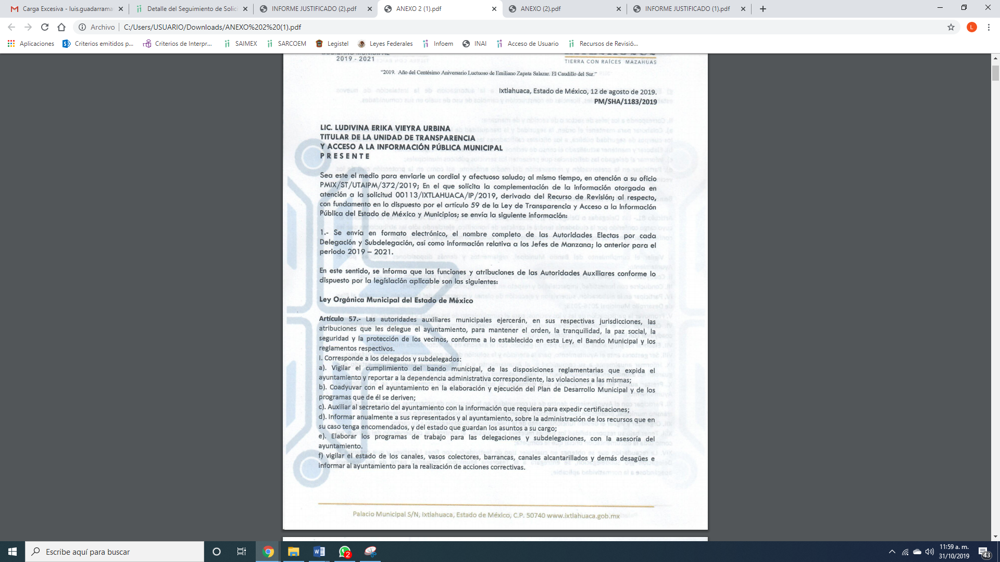 Carga Excesiva - luis.guadarrama
Detalle del Seguimiento de Solici
INFORME JUSTIFICADO (2).pdf
ANEXO 2 (1).pdf
ANEXO (2).pdf
INFORME JUSTIFICADO (1).pdf
Archivo
C:/Users/USUARIO/Downloads/ANEXO%202%20(1).pdf
L
Aplicaciones
Criterios emitidos p...
Criterios de Interpr...
SAIMEX
SARCOEM
Legistel
Leyes Federales
Infoem
INAI
Acceso de Usuario
Recursos de Revisió...
2019 - 2021
TIERRA CON RAÍCES MAZAHUAS
"2019. Año del Centésimo Aniversario Luctuoso de Emiliano Zapata Salazar. El Caudillo del Sur."
Ixtlahuaca, Estado de México, 12 de agosto de 2019.
PM/SHA/1183/2019
LIC. LUDIVINA ERIKA VIEYRA URBINA
TITULAR DE LA UNIDAD DE TRANSPARENCIA
Y ACCESO A LA INFORMACIÓN PÚBLICA MUNICIPAL
P R E S E N T E
Sea este el medio para enviarle un cordial y afectuoso saludo; al mismo tiempo, en atención a su oficio
PMIX/ST/UTAIPM/372/2019; En el que solicita la complementación de la información otorgada en
atención a la solicitud 00113/IXTLAHUACA/IP/2019, derivada del Recurso de Revisión; al respecto,
con fundamento en lo dispuesto por el artículo 59 de la Ley de Transparencia y Acceso a la Información
Pública del Estado de México y Municipios; se envía la siguiente información:
1.- Se envía en formato electrónico, el nombre completo de las Autoridades Electas por cada
Delegación y Subdelegación, así como información relativa a los Jefes de Manzana; lo anterior para el
periodo 2019 – 2021.
En este sentido, se informa que las funciones y atribuciones de las Autoridades Auxiliares conforme lo
dispuesto por la legislación aplicable son las siguientes:
Ley Orgánica Municipal del Estado de México
Artículo 57.- Las autoridades auxiliares municipales ejercerán, en sus respectivas jurisdicciones, las
atribuciones que les delegue el ayuntamiento, para mantener el orden, la tranquilidad, la paz social, la
seguridad y la protección de los vecinos, conforme a lo establecido en esta Ley, el Bando Municipal y los
reglamentos respectivos.
I. Corresponde a los delegados y subdelegados:
a). Vigilar el cumplimiento del bando municipal, de las disposiciones reglamentarias que expida el
ayuntamiento y reportar a la dependencia administrativa correspondiente, las violaciones a las mismas;
b). Coadyuvar con el ayuntamiento en la elaboración y ejecución del Plan de Desarrollo Municipal y de los
programas que de él se deriven;
c). Auxiliar al secretario del ayuntamiento con la información que requiera para expedir certificaciones;
d). Informar anualmente a sus representados y al ayuntamiento, sobre la administración de los recursos que en
su caso tenga encomendados, y del estado que guardan los asuntos a su cargo;
e). Elaborar los programas de trabajo para las delegaciones y subdelegaciones, con la asesoría del
ayuntamiento.
f) vigilar el estado de los canales, vasos colectores, barrancas, canales alcantarillados y demás desagües e
informar al ayuntamiento para la realización de acciones correctivas.
Palacio Municipal S/N, Ixtlahuaca, Estado de México, C.P. 50740 www.ixtlahuaca.gob.mx
Escribe aquí para buscar
2
11:59 a. m.
31/10/2019
43